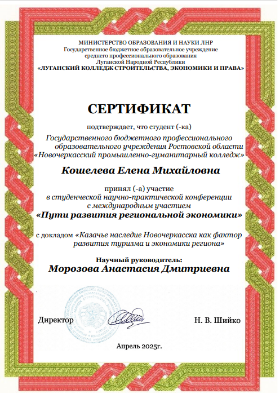 МИНИСТЕРСТВО ОБРАЗОВАНИЯ И НАУКИ ЛНР
Государственное бюджетное образовательное учреждение
среднего профессионального образования
Луганской Народной Республики
«ЛУГАНСКИЙ КОЛЛЕДЖ СТРОИТЕЛЬСТВА, ЭКОНОМИКИ И ПРАВА»
СЕРТИФИКАТ
подтверждает, что студент (-ка)
Государственного бюджетного профессионального
образовательного учреждения Ростовской области
«Новочеркасский промышленно-гуманитарный колледж»
Кошелева Елена Михайловна
принял (-а) участие
в студенческой научно-практической конференции
с международным участием
«Пути развития региональной экономики»
с докладом «Казачье наследие Новочеркасска как фактор
развития туризма и экономики региона»
Научный руководитель:
Морозова Анастасия Дмитриевна
Директор
Н. В. Шийко
Апрель 2025г.